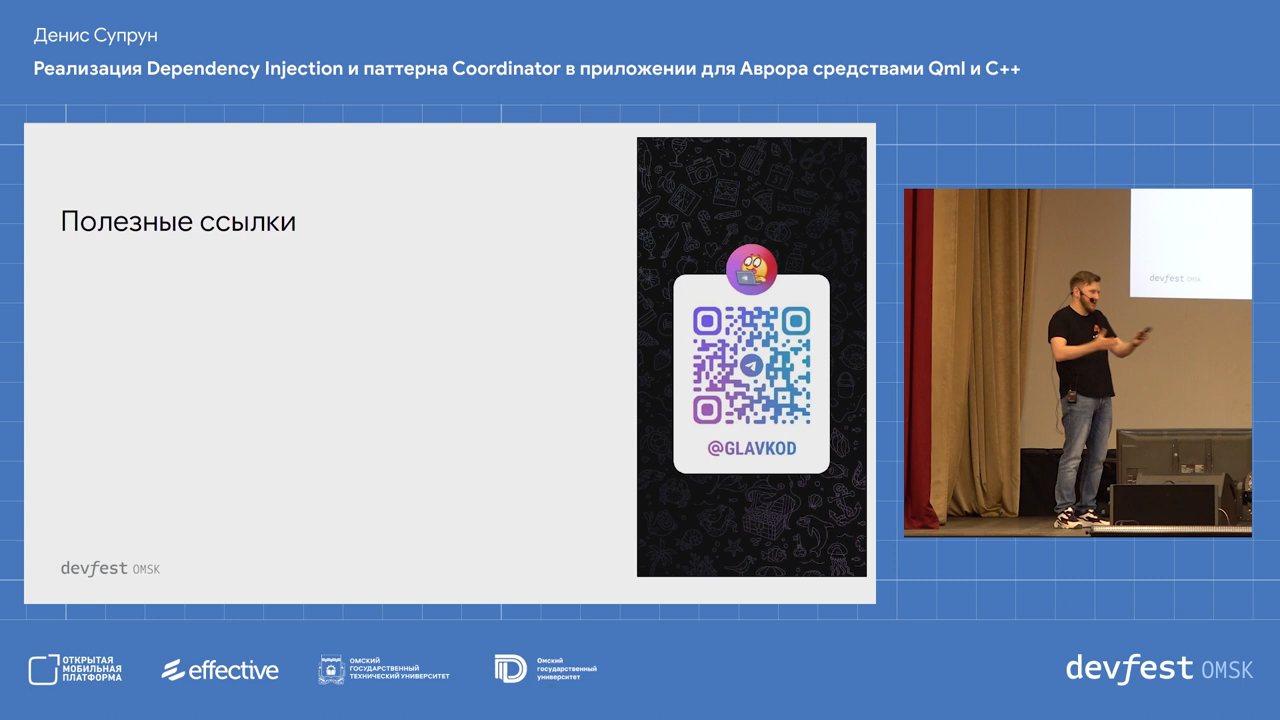 Денис Супрун
Реализация Dependency Injection и паттерна Coordinator в приложении для Аврора средствами Qml и C++
Полезные ссылки
@GLAVKOD
devfest OMSK
devfest OMSK
ОТКРЫТАЯ
МОБИЛЬНАЯ
ПЛАТФОРМА
effective
ОМСКИЙ
ГОСУДАРСТВЕННЫЙ
ТЕХНИЧЕСКИЙ УНИВЕРСИТЕТ
Омский
государственный
университет
devfest OMSK